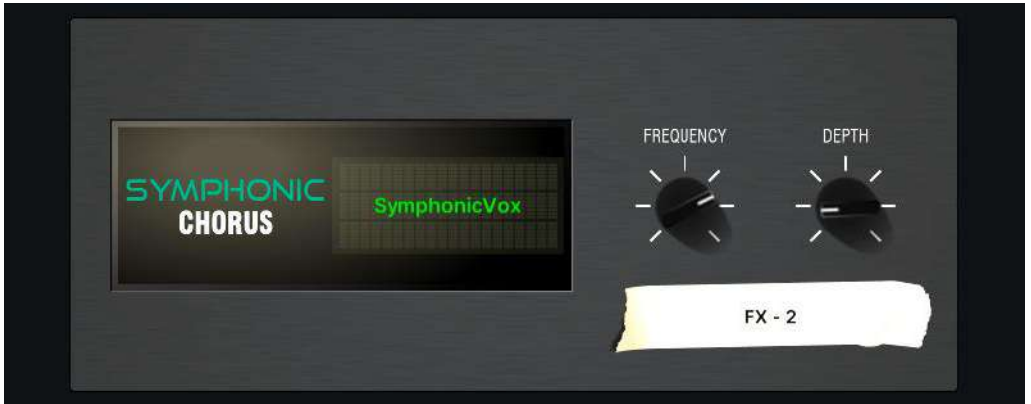 SYMPHONIC
CHORUS
SymphonicVox
FREQUENCY
DEPTH
FX - 2